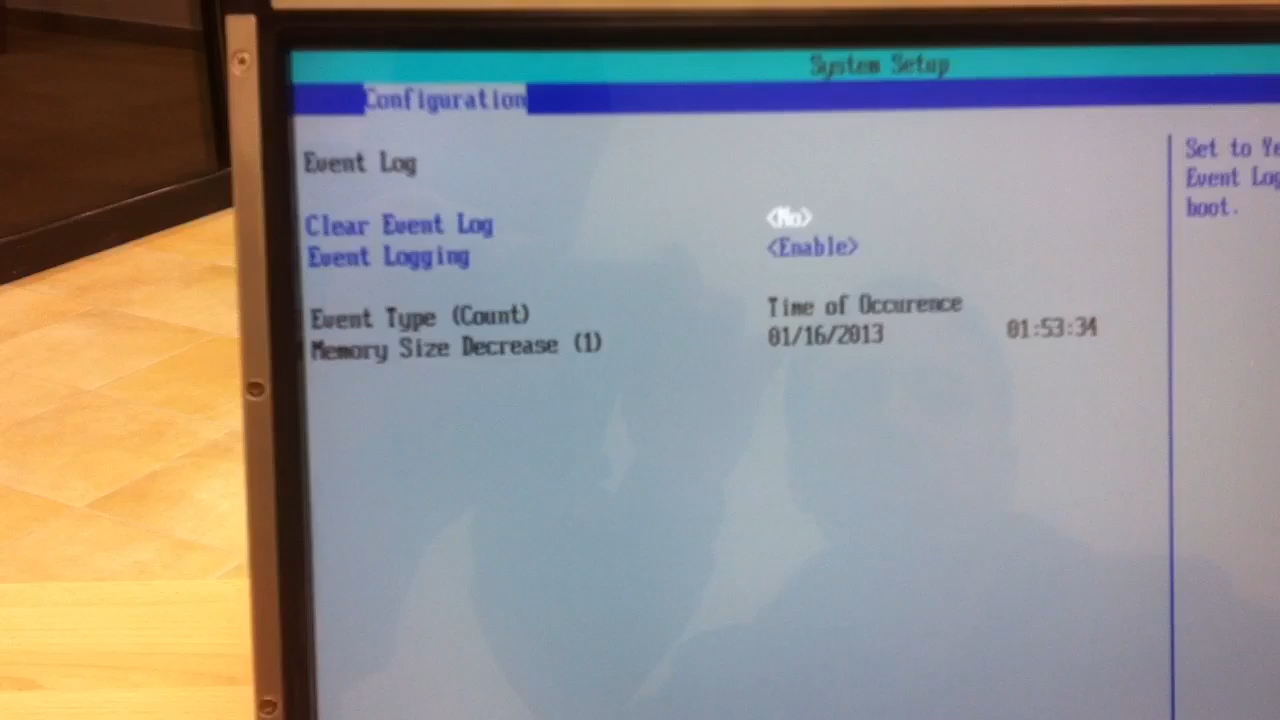 System Setup
Configuration
Event Log
Clear Event Log <No>
Event Logging <Enable>
Event Type (Count) Time of Occurence
Memory Size Decrease (1) 01/16/2013 01:53:34
Set to Ye
Event Log
boot.